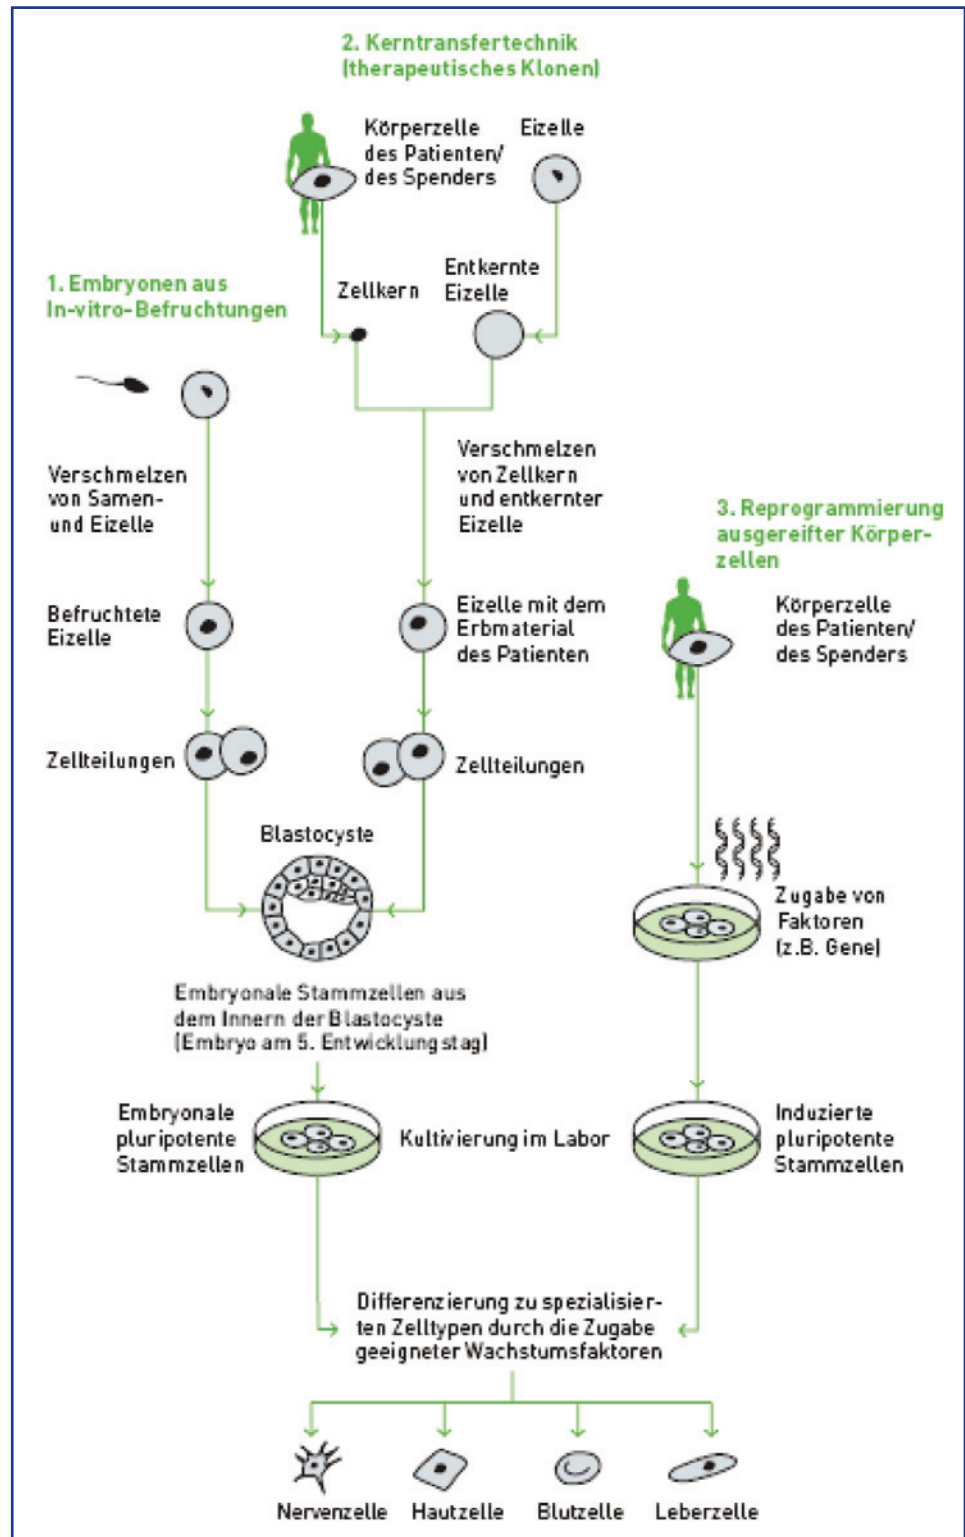 2. Kerntransfertechnik
(therapeutisches Klonen)
Körperzelle
des Patienten/
des Spenders
Eizelle
1. Embryonen aus
In-vitro-Befruchtungen
Zellkern
Entkernte
Eizelle
Verschmelzen
von Samen-
und Eizelle
Verschmelzen
von Zellkern
und entkernter
Eizelle
3. Reprogrammierung
ausgereifter Körper-
zellen
Befruchtete
Eizelle
Eizelle mit dem
Erbmaterial
des Patienten
Körperzelle
des Patienten/
des Spenders
Zellteilungen
Zellteilungen
Blastocyste
Zugabe von
Faktoren
(z.B. Gene)
Embryonale Stammzellen aus
dem Innern der Blastocyste
(Embryo am 5. Entwicklungstag)
Embryonale
pluripotente
Stammzellen
Kultivierung im Labor
Induzierte
pluripotente
Stammzellen
Differenzierung zu spezialisier-
ten Zelltypen durch die Zugabe
geeigneter Wachstumsfaktoren
Nervenzelle
Hautzelle
Blutzelle
Leberzelle